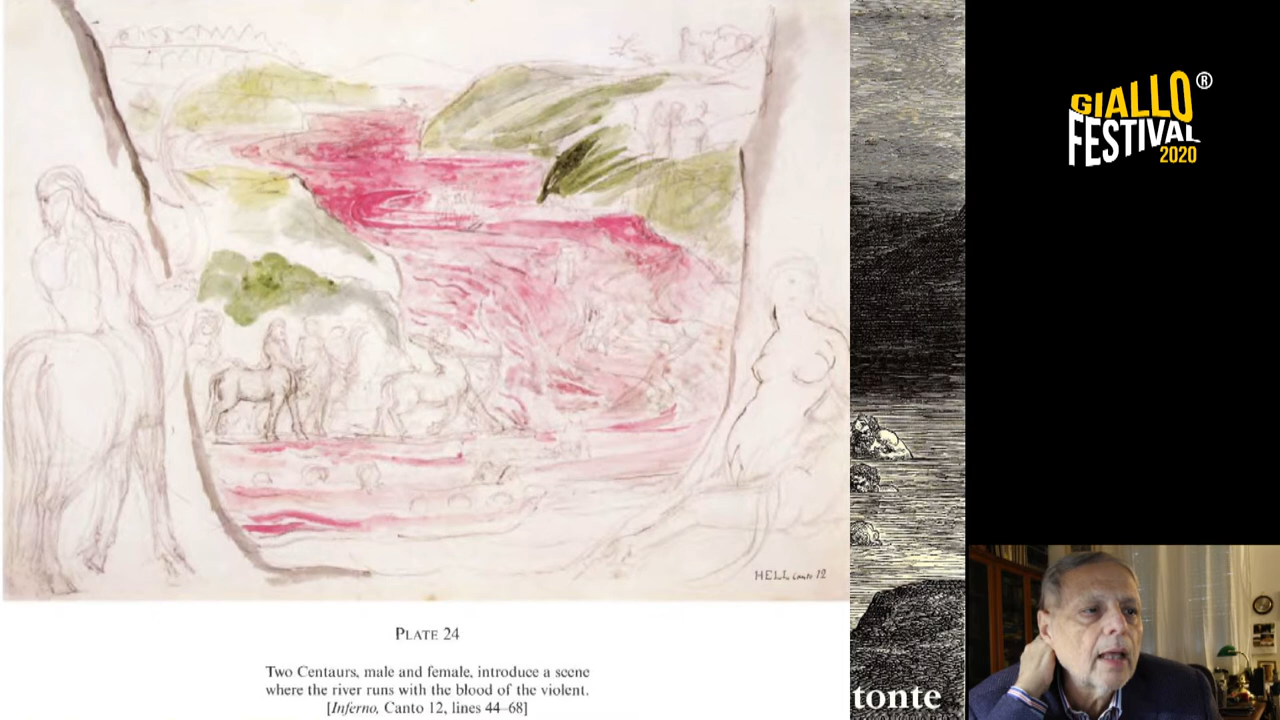 GIALLO ®
FESTIVAL
2020
HELL Canto 12
PLATE 24
Two Centaurs, male and female, introduce a scene
where the river runs with the blood of the violent.
[Inferno, Canto 12, lines 44–68]
tonte